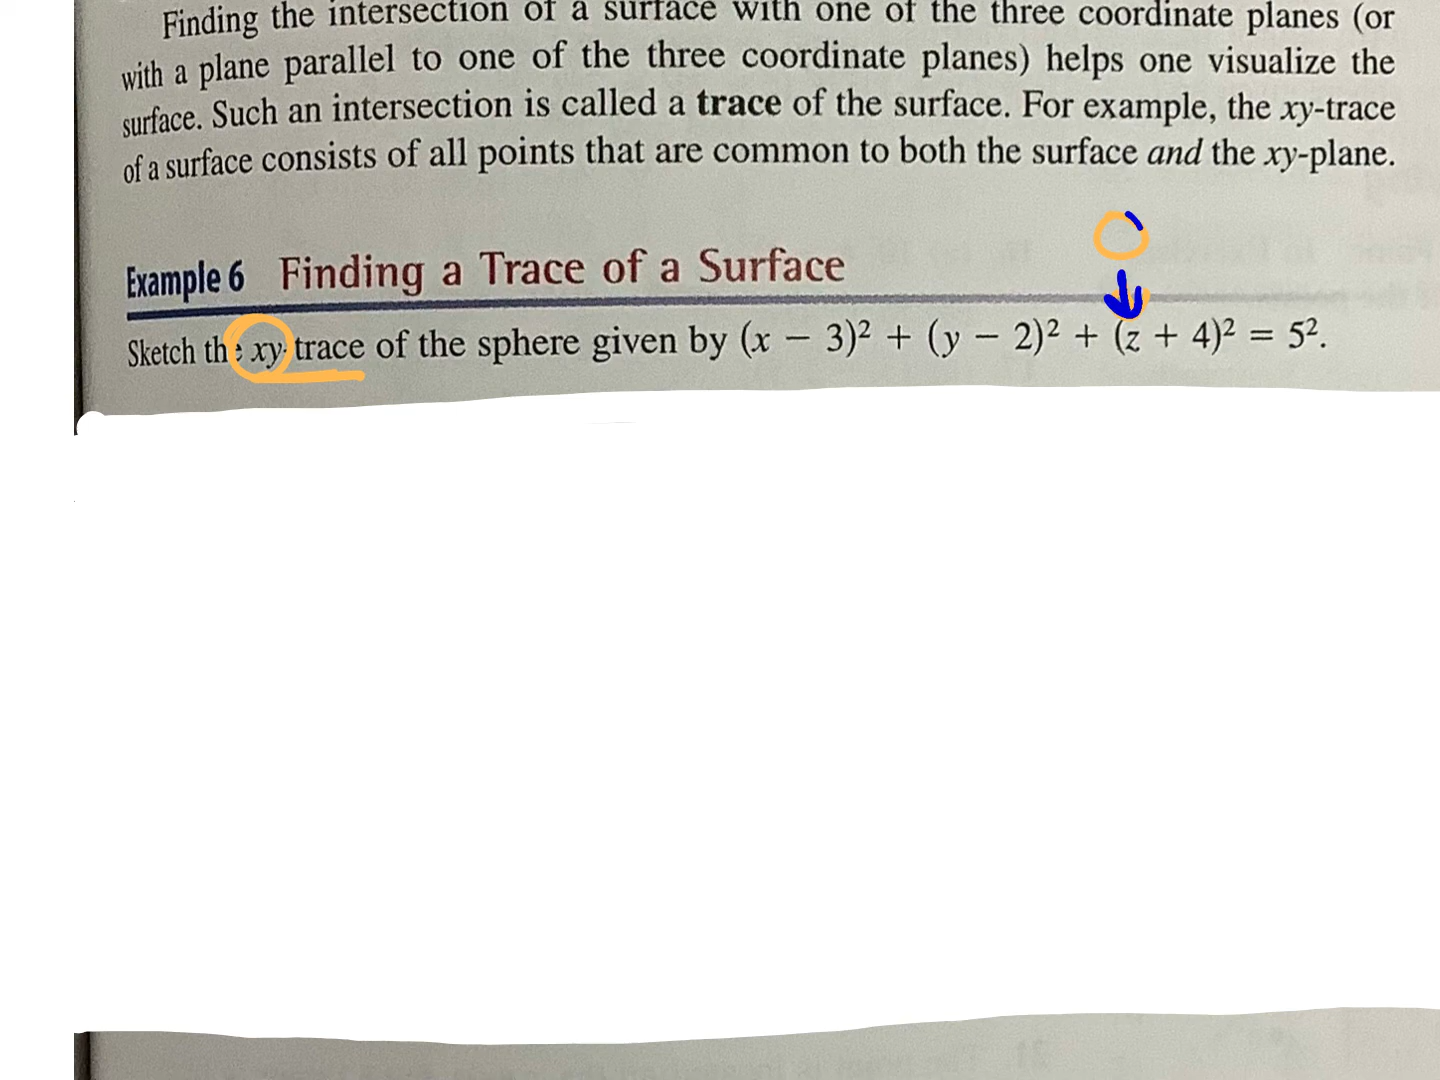 Finding the intersection of a surface with one of the three coordinate planes (or
with a plane parallel to one of the three coordinate planes) helps one visualize the
surface. Such an intersection is called a trace of the surface. For example, the xy-trace
of a surface consists of all points that are common to both the surface and the xy-plane.
Example 6 Finding a Trace of a Surface
Sketch the xy-trace of the sphere given by (x − 3)² + (y − 2)² + (z + 4)² = 5².